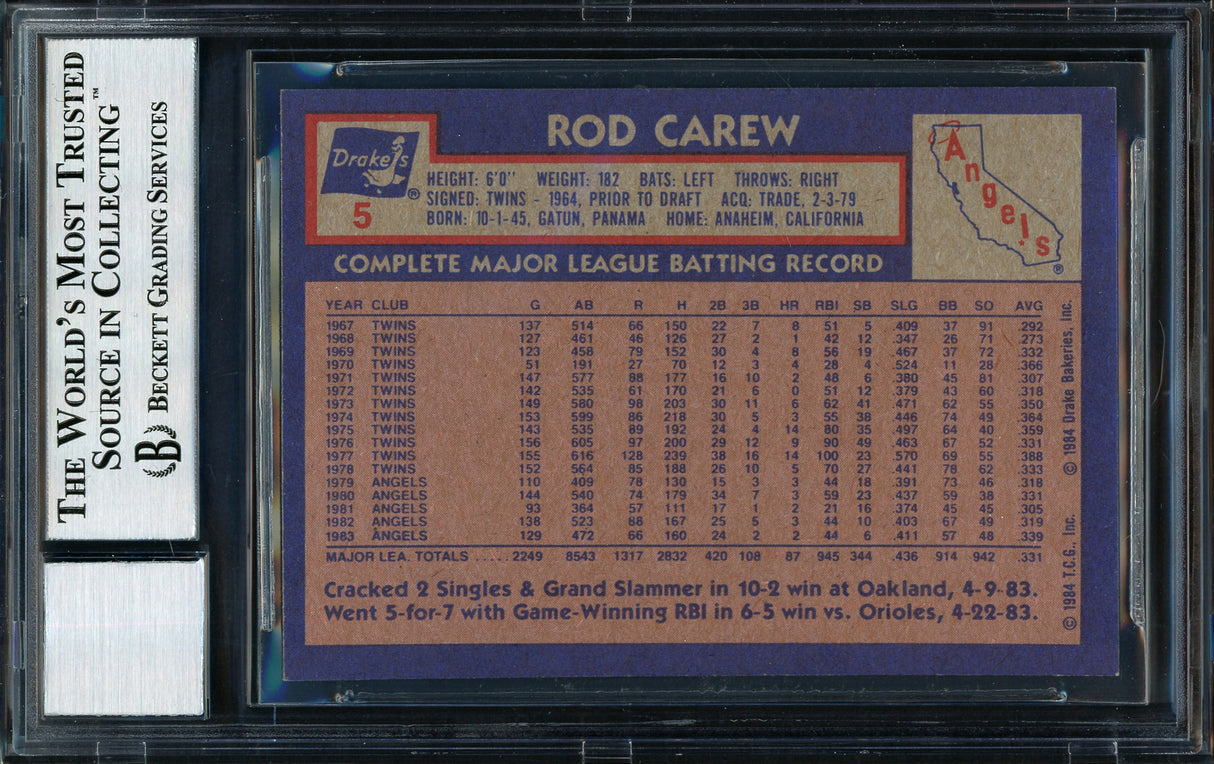 THE WORLD'S MOST TRUSTED
SOURCE IN COLLECTING™
BECKETT GRADING SERVICES
B
ROD CAREW
Drake's ®
5
HEIGHT: 6'0" WEIGHT: 182 BATS: LEFT THROWS: RIGHT
SIGNED: TWINS - 1964, PRIOR TO DRAFT ACQ: TRADE, 2-3-79
BORN: 10-1-45, GATUN, PANAMA HOME: ANAHEIM, CALIFORNIA
Angels ®
COMPLETE MAJOR LEAGUE BATTING RECORD
YEAR CLUB G AB R H 2B 3B HR RBI SB SLG BB SO AVG
1967 TWINS 137 514 66 150 22 7 8 51 5 .409 37 91 .292
1968 TWINS 127 461 46 126 27 2 1 42 12 .347 26 71 .273
1969 TWINS 123 458 79 152 30 4 8 56 19 .467 37 72 .332
1970 TWINS 51 191 27 70 12 3 4 28 4 .524 11 28 .366
1971 TWINS 147 577 88 177 16 10 2 48 6 .380 45 81 .307
1972 TWINS 142 535 61 170 21 6 0 51 12 .379 43 60 .318
1973 TWINS 149 580 98 203 30 11 6 62 41 .471 62 55 .350
1974 TWINS 153 599 86 218 30 5 3 55 38 .446 74 49 .364
1975 TWINS 143 535 89 192 24 4 14 80 35 .497 64 40 .359
1976 TWINS 156 605 97 200 29 12 9 90 49 .463 67 52 .331
1977 TWINS 155 616 128 239 38 16 14 100 23 .570 69 55 .388
1978 TWINS 152 564 85 188 26 10 5 70 27 .441 78 62 .333
1979 ANGELS 110 409 78 130 15 3 3 44 18 .391 73 46 .318
1980 ANGELS 144 540 74 179 34 7 3 59 23 .437 59 38 .331
1981 ANGELS 93 364 57 111 17 1 2 21 16 .374 45 45 .305
1982 ANGELS 138 523 88 167 25 5 3 44 10 .403 67 49 .319
1983 ANGELS 129 472 66 160 24 2 2 44 6 .411 57 48 .339
MAJOR LEA. TOTALS ..... 2249 8543 1317 2832 420 108 87 945 344 .436 914 942 .331
Cracked 2 Singles & Grand Slammer in 10-2 win at Oakland, 4-9-83.
Went 5-for-7 with Game-Winning RBI in 6-5 win vs. Orioles, 4-22-83.
© 1984 T.C.G., Inc. © 1984 Drake Bakeries, Inc.